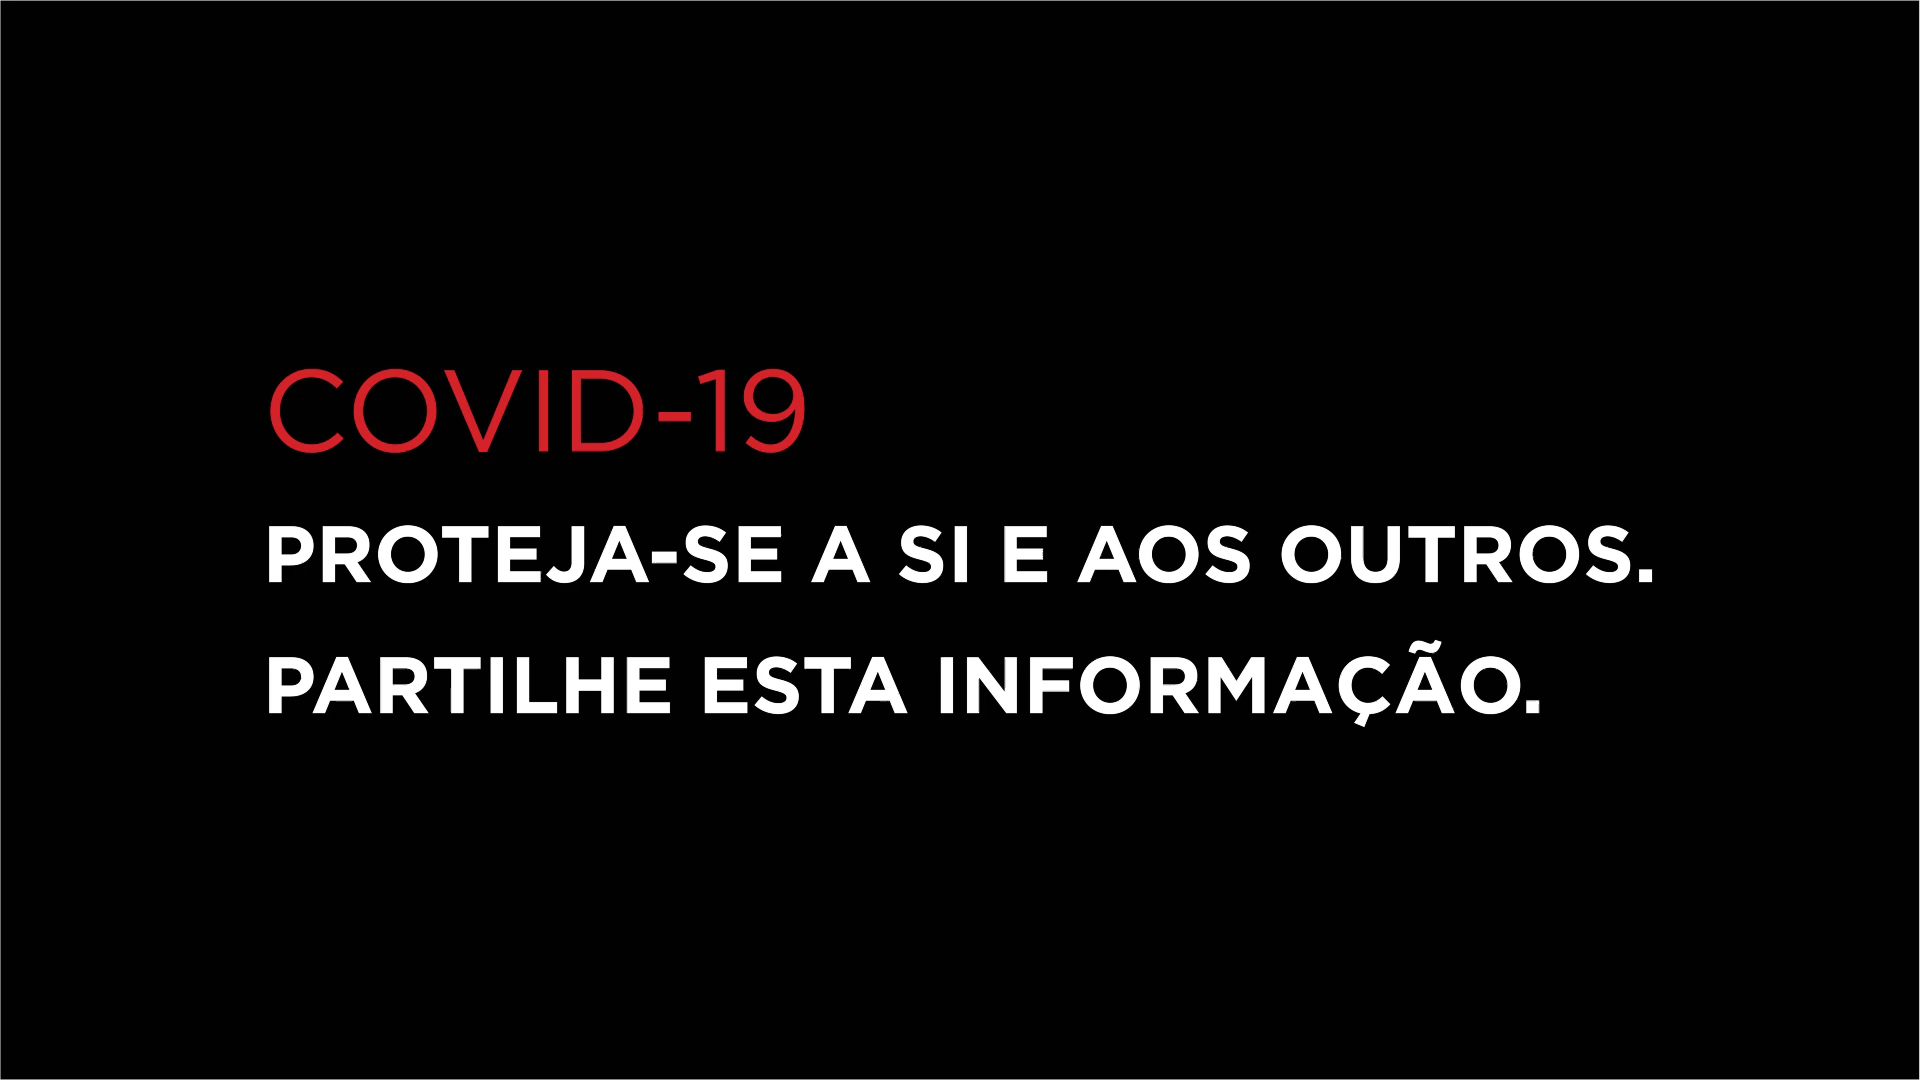 COVID-19
PROTEJA-SE A SI E AOS OUTROS.
PARTILHE ESTA INFORMAÇÃO.